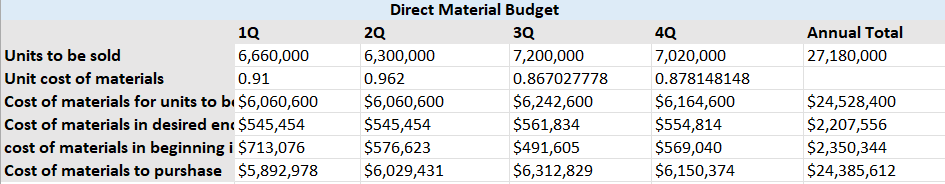 Direct Material Budget
1Q 2Q 3Q 4Q Annual Total
Units to be sold 6,660,000 6,300,000 7,200,000 7,020,000 27,180,000
Unit cost of materials 0.91 0.962 0.867027778 0.878148148
Cost of materials for units to b $6,060,600 $6,060,600 $6,242,600 $6,164,600 $24,528,400
Cost of materials in desired en $545,454 $545,454 $561,834 $554,814 $2,207,556
cost of materials in beginning i $713,076 $576,623 $491,605 $569,040 $2,350,344
Cost of materials to purshase $5,892,978 $6,029,431 $6,312,829 $6,150,374 $24,385,612